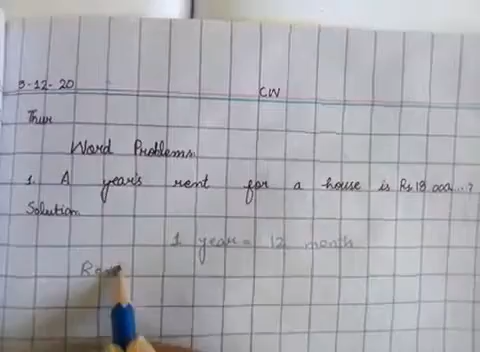 3-12-20
CW
Thur
Word Problems
1. A year's rent for a house is Rs 18 000...?
Solution
1 year = 12 month